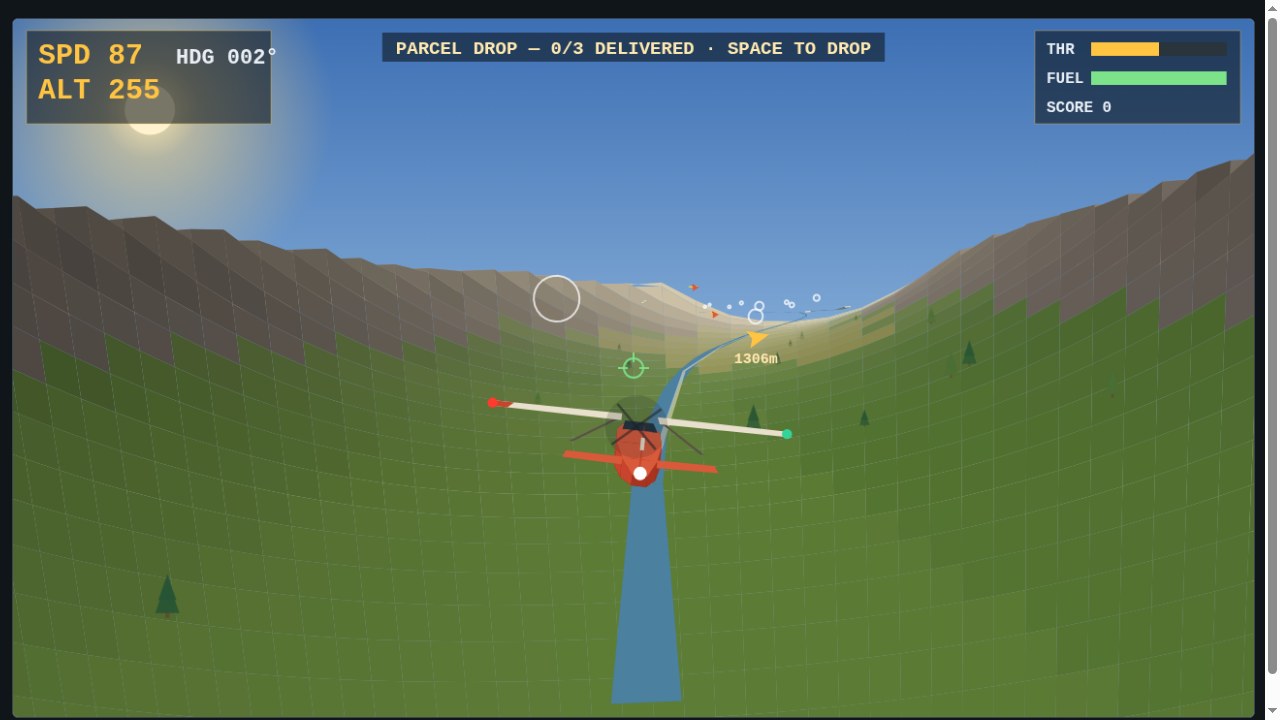 SPD 87 HDG 002°
ALT 255
PARCEL DROP — 0/3 DELIVERED · SPACE TO DROP
THR
FUEL
SCORE 0
1306m